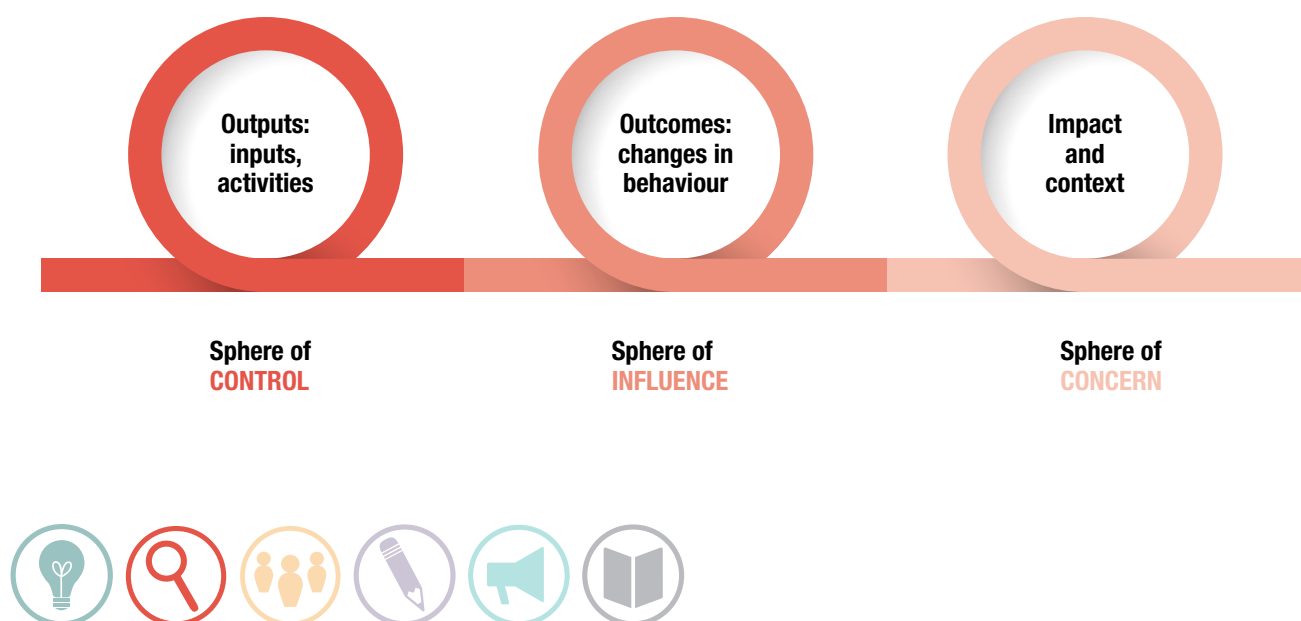 Outputs:
inputs,
activities
Outcomes:
changes in
behaviour
Impact
and
context
Sphere of
CONTROL
Sphere of
INFLUENCE
Sphere of
CONCERN